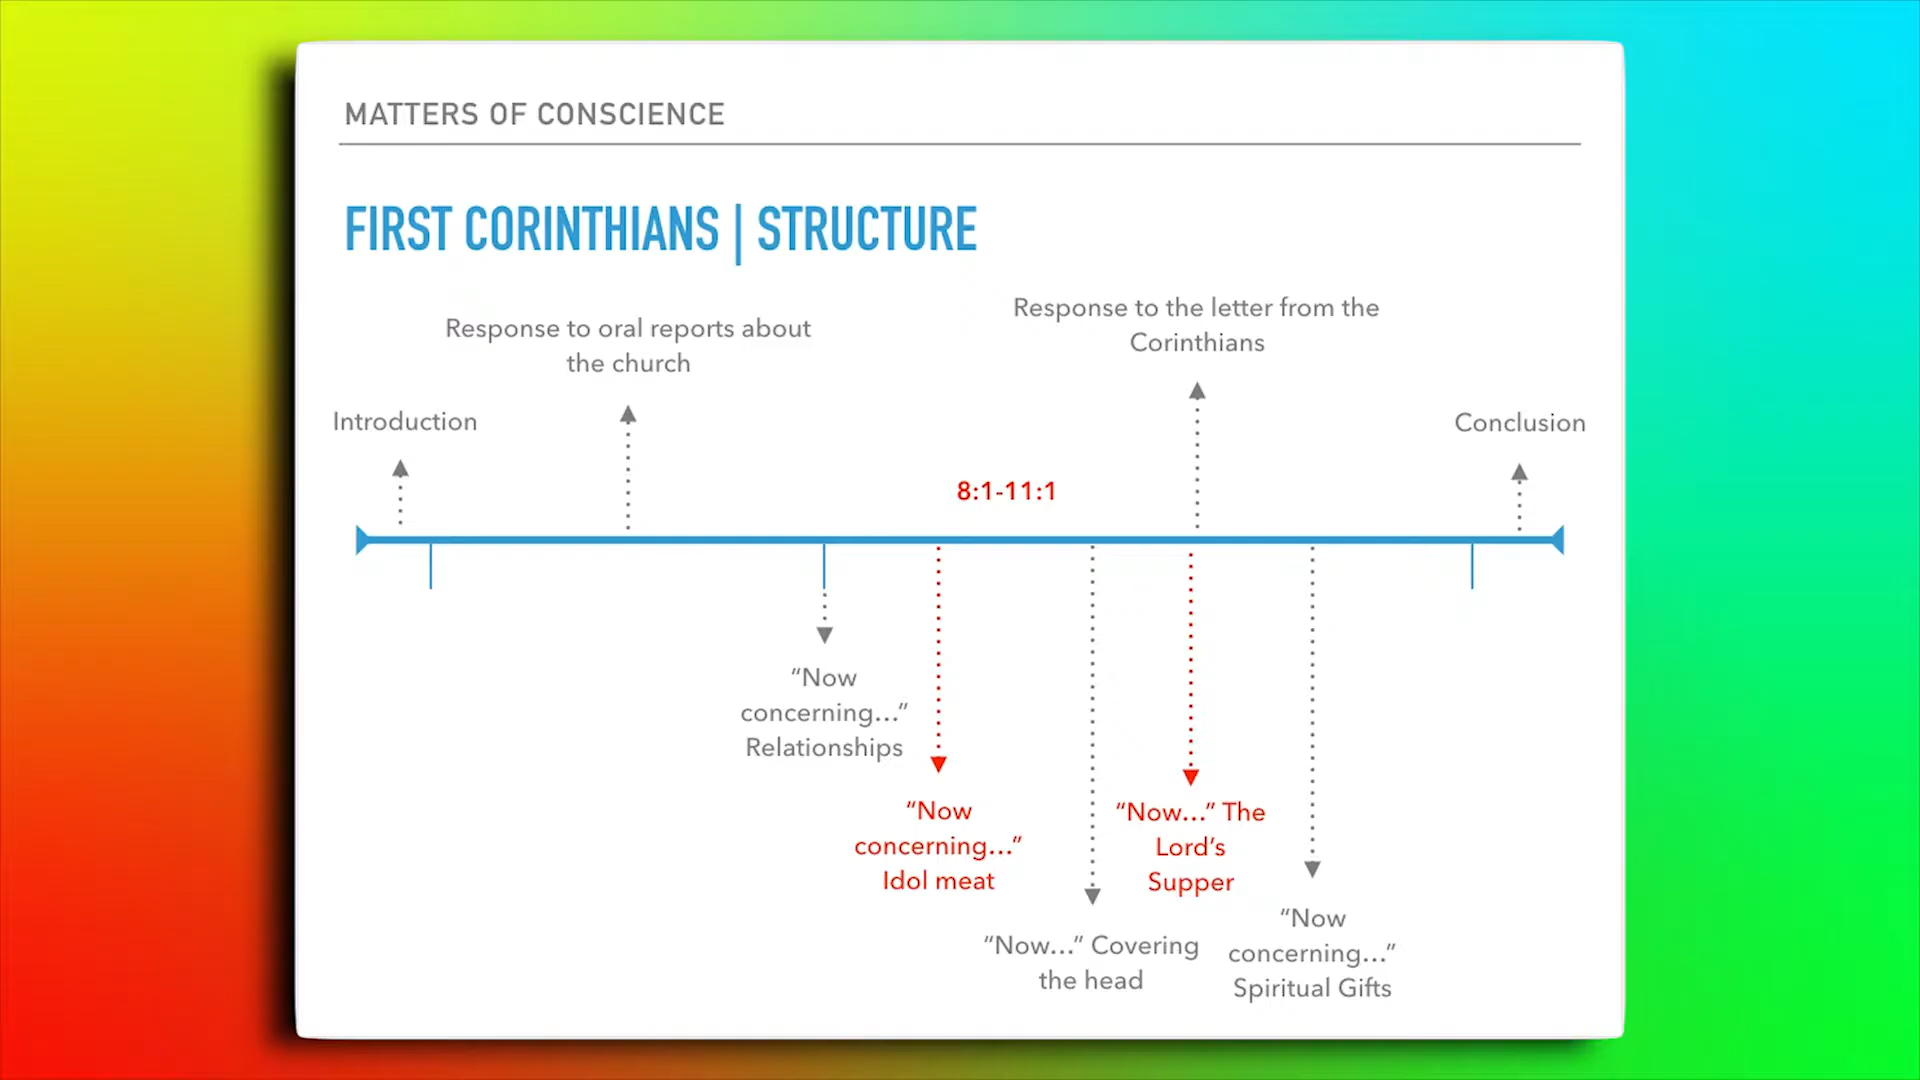 MATTERS OF CONSCIENCE
FIRST CORINTHIANS | STRUCTURE
Response to oral reports about
the church
Response to the letter from the
Corinthians
Introduction
Conclusion
8:1-11:1
“Now
concerning…”
Relationships
“Now
concerning…”
Idol meat
“Now…” Covering
the head
“Now…” The
Lord’s
Supper
“Now
concerning…”
Spiritual Gifts